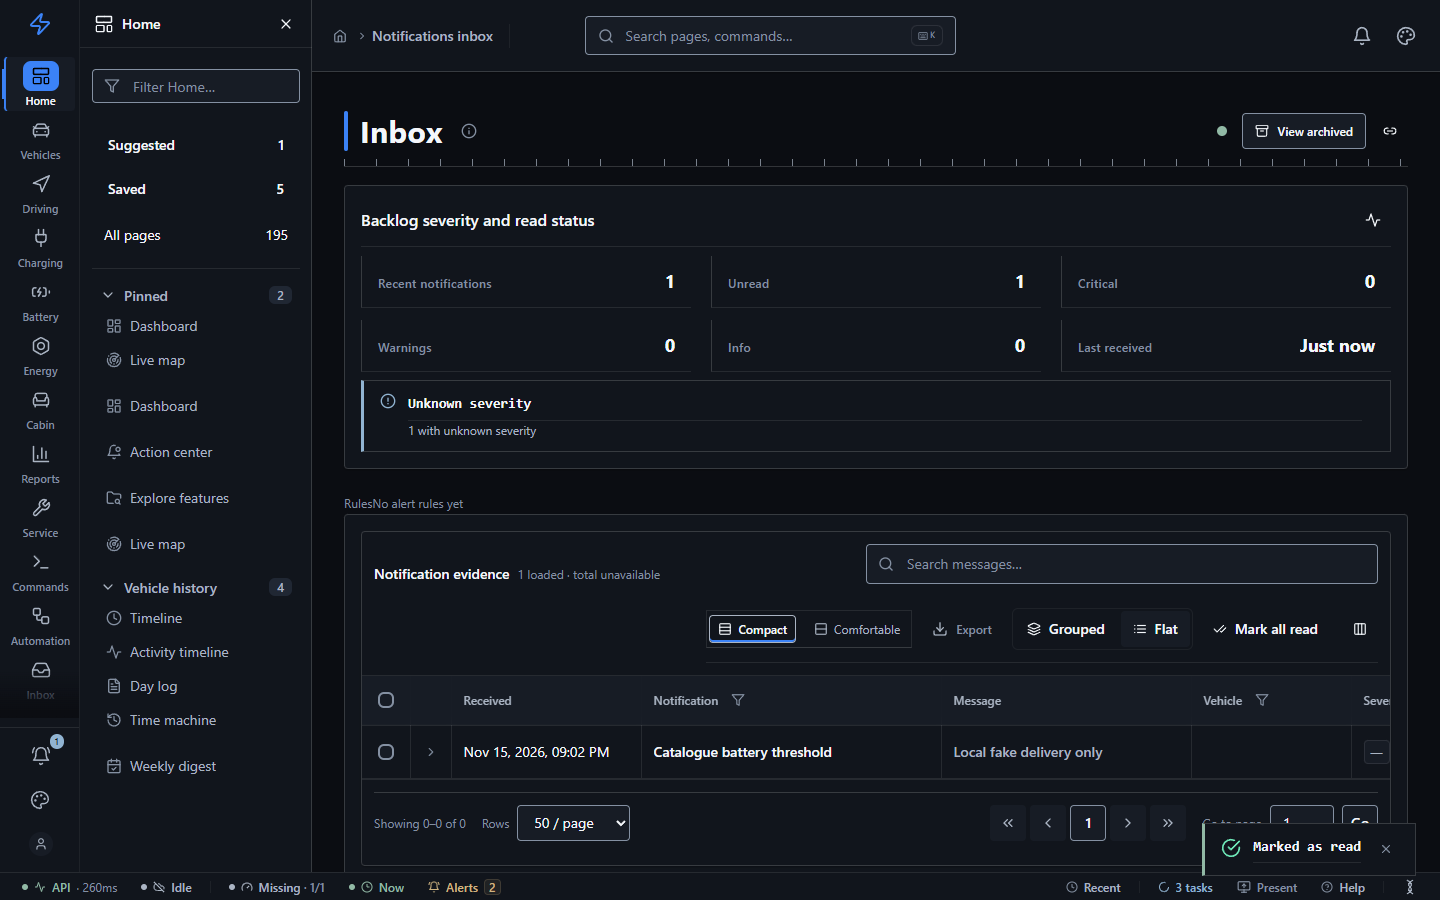 Home
Vehicles
Driving
Charging
Battery
Energy
Cabin
Reports
Service
Commands
Automation
Inbox
1
Home
Filter Home...
Suggested 1
Saved 5
All pages 195
Pinned 2
Dashboard
Live map
Dashboard
Action center
Explore features
Live map
Vehicle history 4
Timeline
Activity timeline
Day log
Time machine
Weekly digest
Notifications inbox
Search pages, commands... K
Inbox
View archived
Backlog severity and read status
Recent notifications 1
Unread 1
Critical 0
Warnings 0
Info 0
Last received Just now
Unknown severity
1 with unknown severity
RulesNo alert rules yet
Notification evidence 1 loaded · total unavailable
Search messages...
Compact Comfortable Export Grouped Flat Mark all read
Received Notification Message Vehicle
Nov 15, 2026, 09:02 PM Catalogue battery threshold Local fake delivery only —
Showing 0–0 of 0 Rows 50 / page 1
Marked as read
API · 260ms Idle Missing · 1/1 Now Alerts 2 Recent 3 tasks Present Help